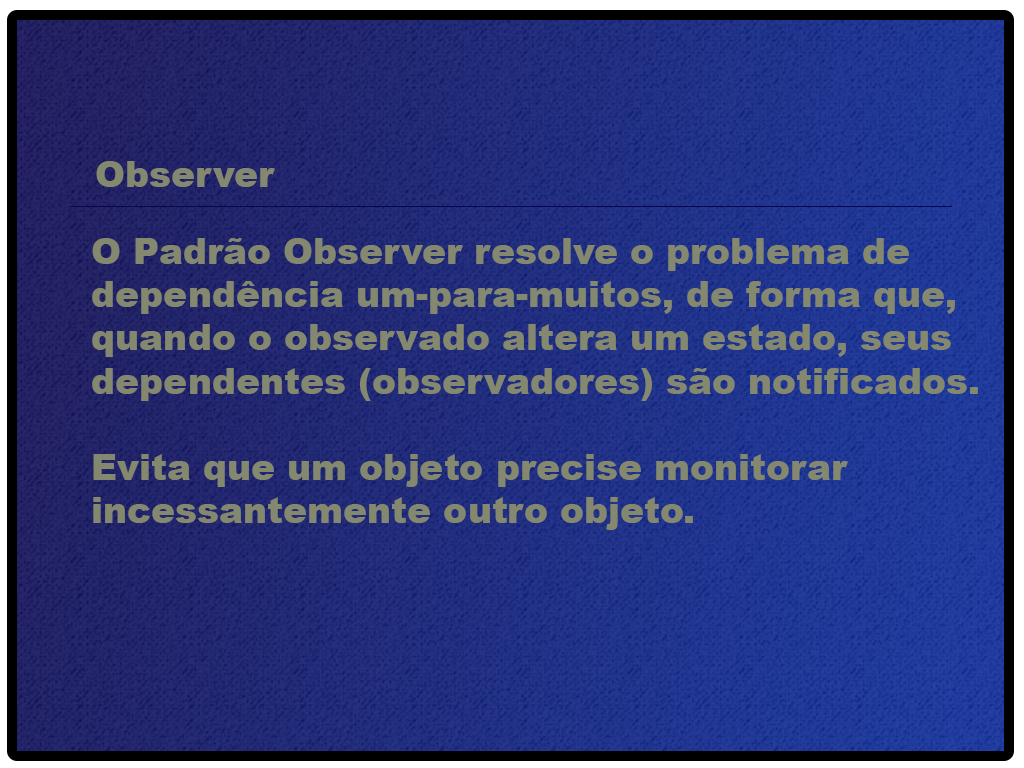 Observer
O Padrão Observer resolve o problema de
dependência um-para-muitos, de forma que,
quando o observado altera um estado, seus
dependentes (observadores) são notificados.
Evita que um objeto precise monitorar
incessantemente outro objeto.